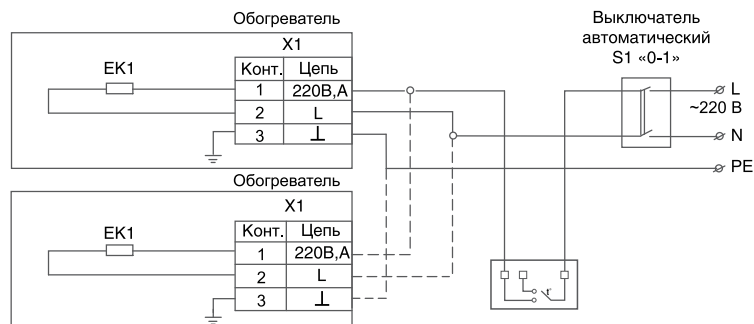 Обогреватель
X1
EK1
Конт. Цепь
1 220В,А
2 L
3 ⊥
Обогреватель
X1
EK1
Конт. Цепь
1 220В,А
2 L
3 ⊥
Выключатель
автоматический
S1 «0-1»
L
~220 В
N
PE
t°